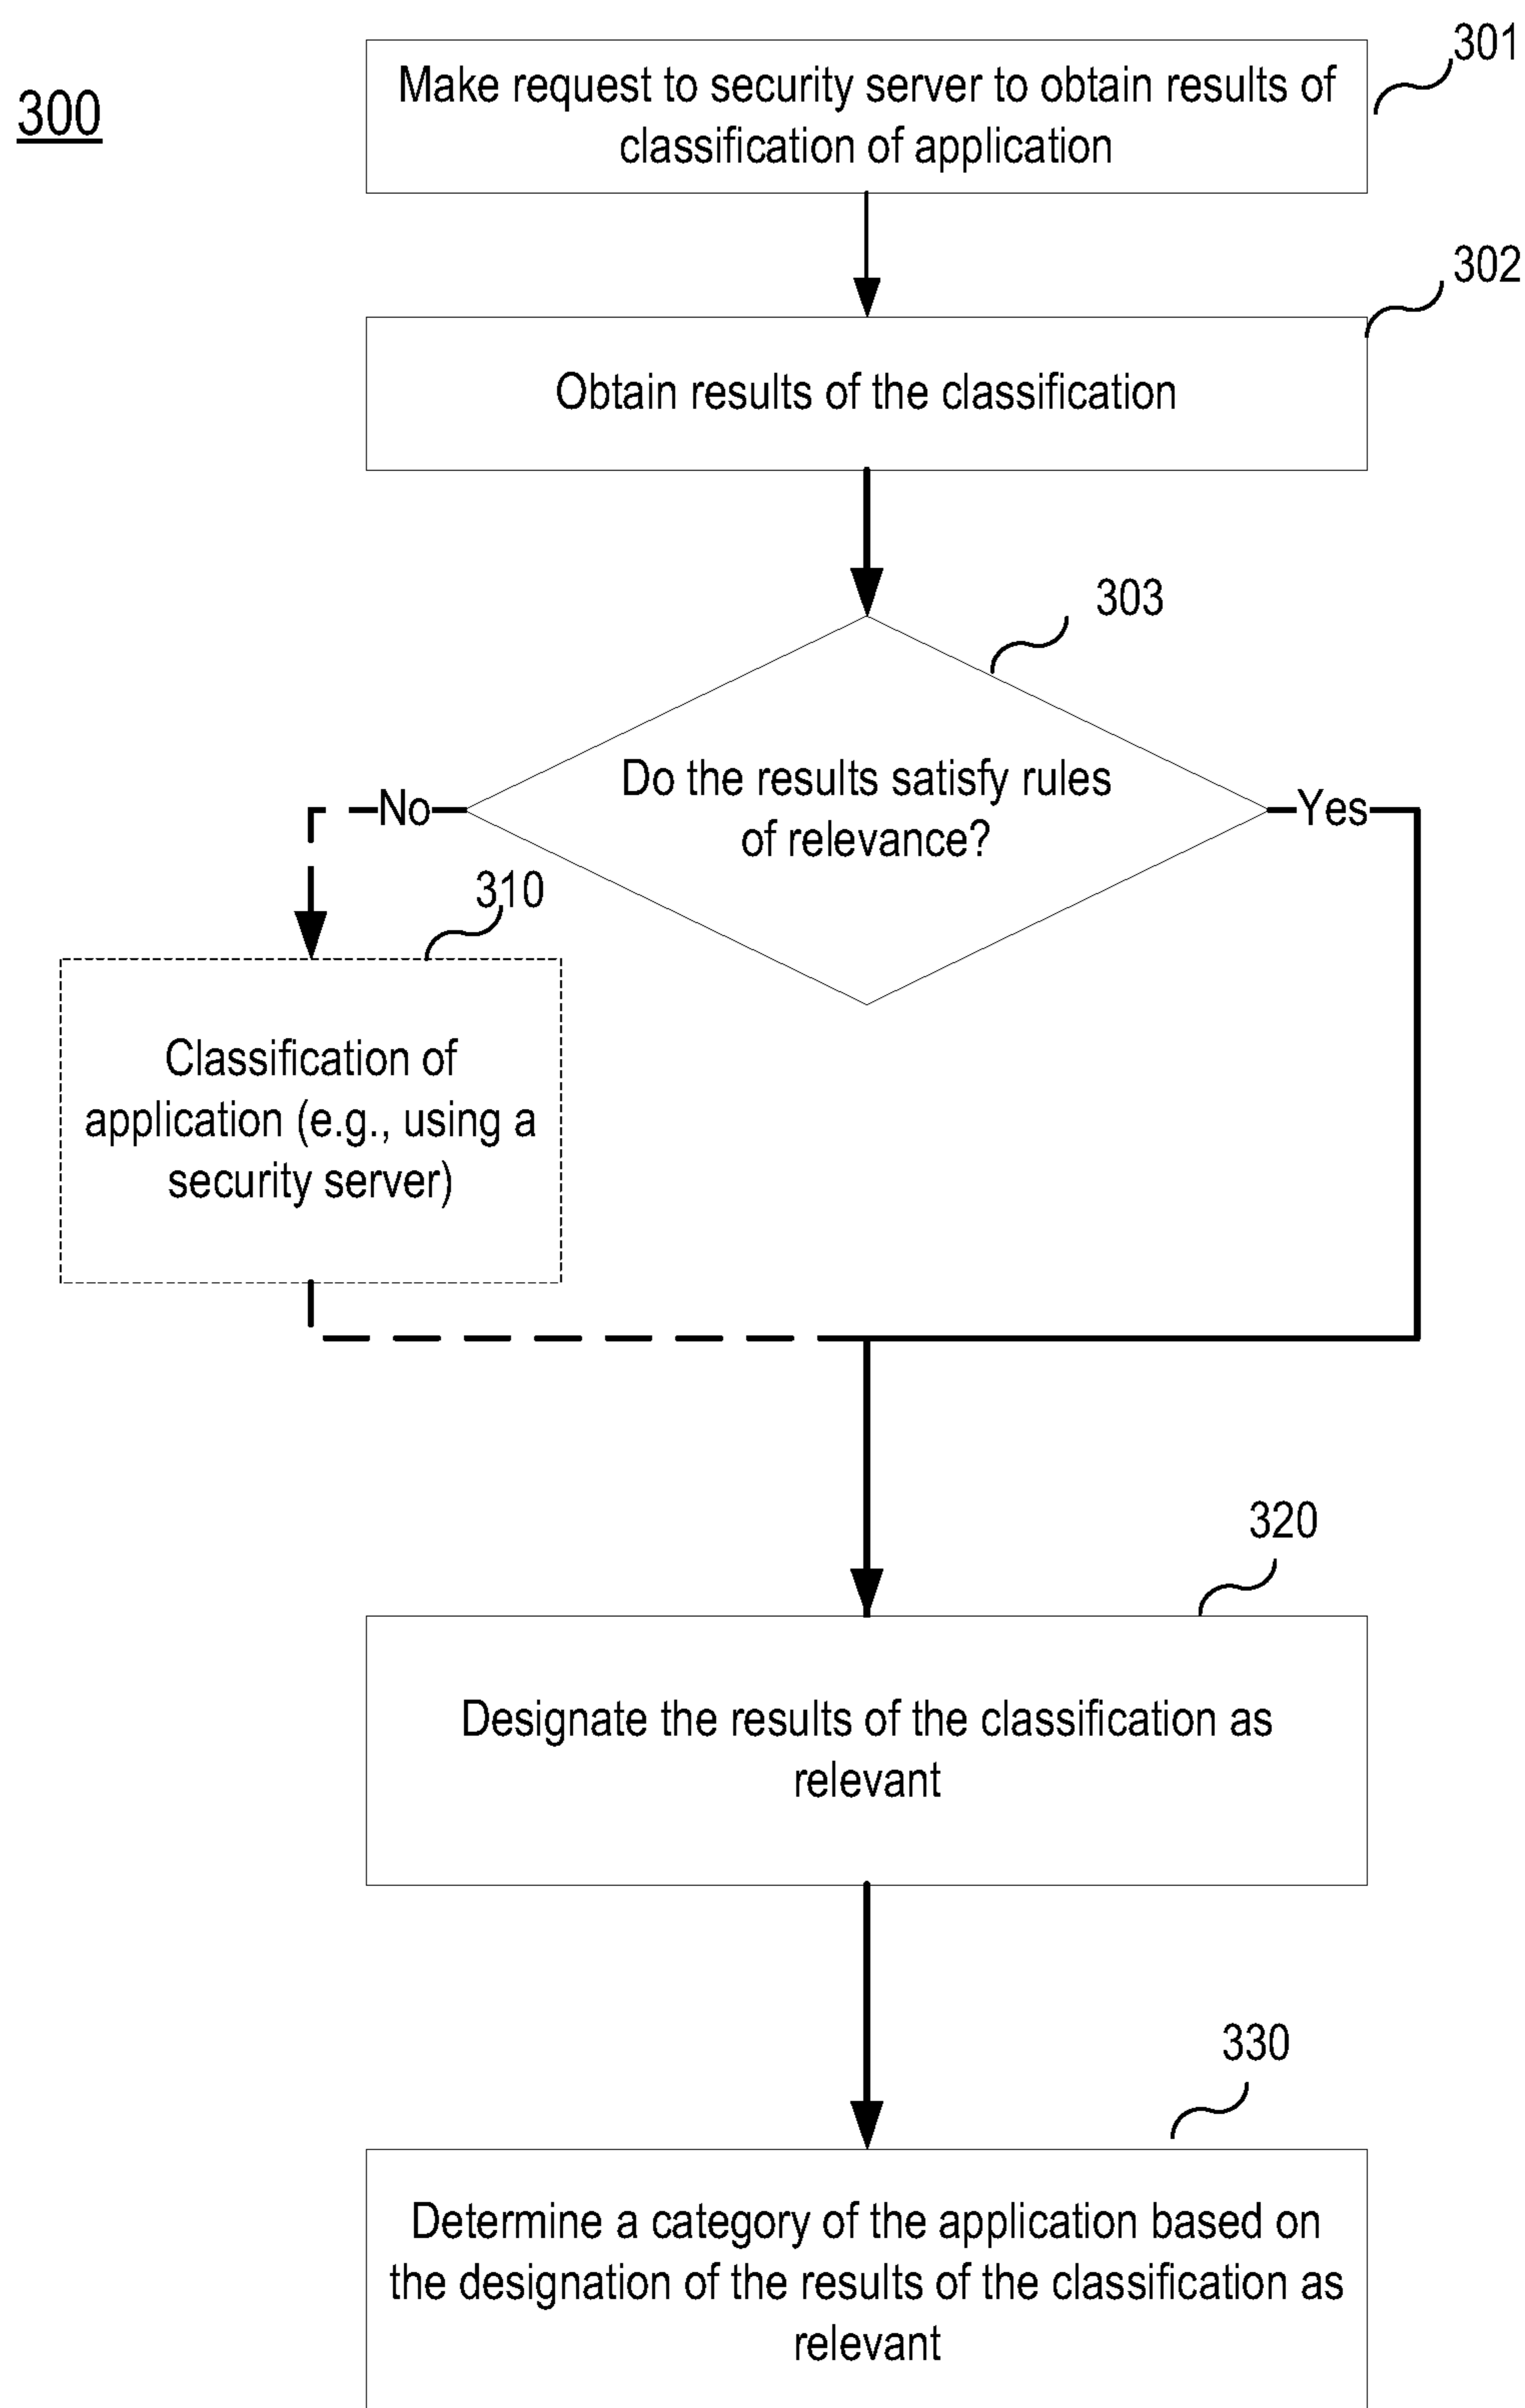 300
301
Make request to security server to obtain results of
classification of application
302
Obtain results of the classification
303
Do the results satisfy rules
of relevance?
No
Yes
310
Classification of
application (e.g., using a
security server)
320
Designate the results of the classification as
relevant
330
Determine a category of the application based on
the designation of the results of the classification as
relevant